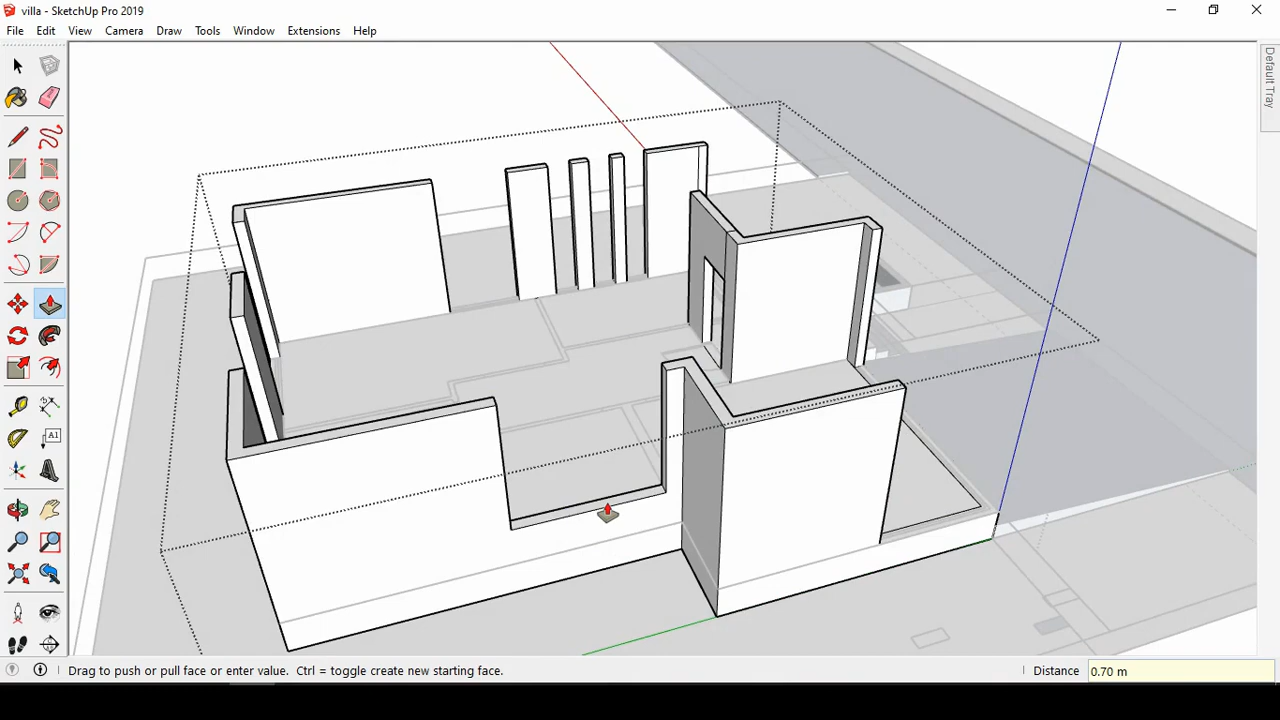 villa - SketchUp Pro 2019
File Edit View Camera Draw Tools Window Extensions Help
Default Tray
A1
Drag to push or pull face or enter value. Ctrl = toggle create new starting face.
Distance 0.70 m